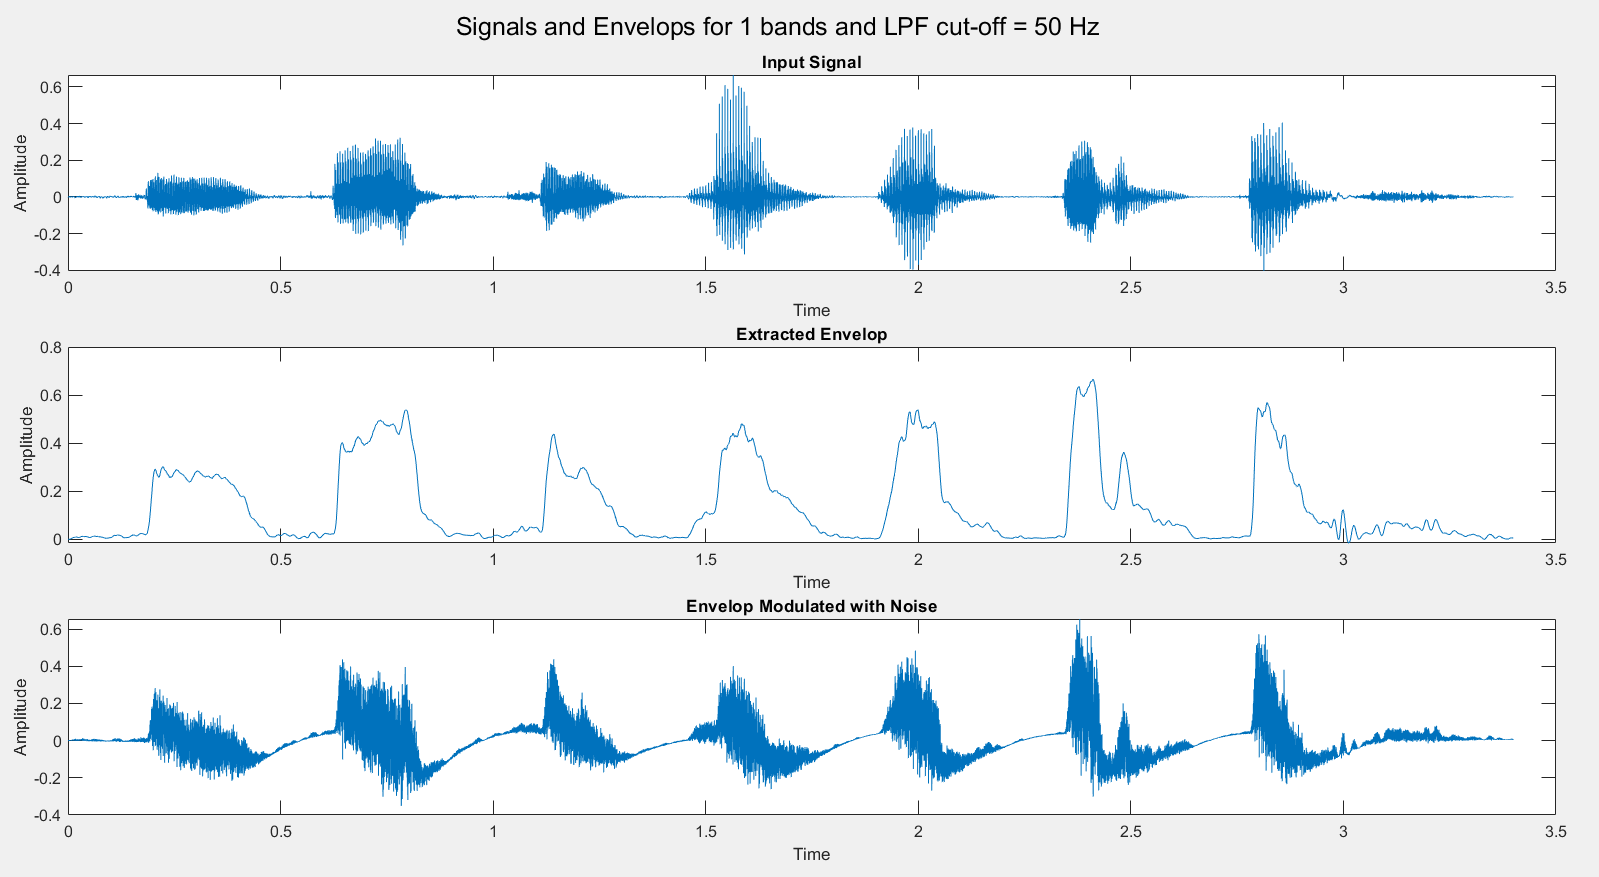 Signals and Envelops for 1 bands and LPF cut-off = 50 Hz
Input Signal
Amplitude
0.6
0.4
0.2
0
-0.2
-0.4
0 0.5 1 1.5 2 2.5 3 3.5
Time
Extracted Envelop
Amplitude
0.8
0.6
0.4
0.2
0
0 0.5 1 1.5 2 2.5 3 3.5
Time
Envelop Modulated with Noise
Amplitude
0.6
0.4
0.2
0
-0.2
-0.4
0 0.5 1 1.5 2 2.5 3 3.5
Time